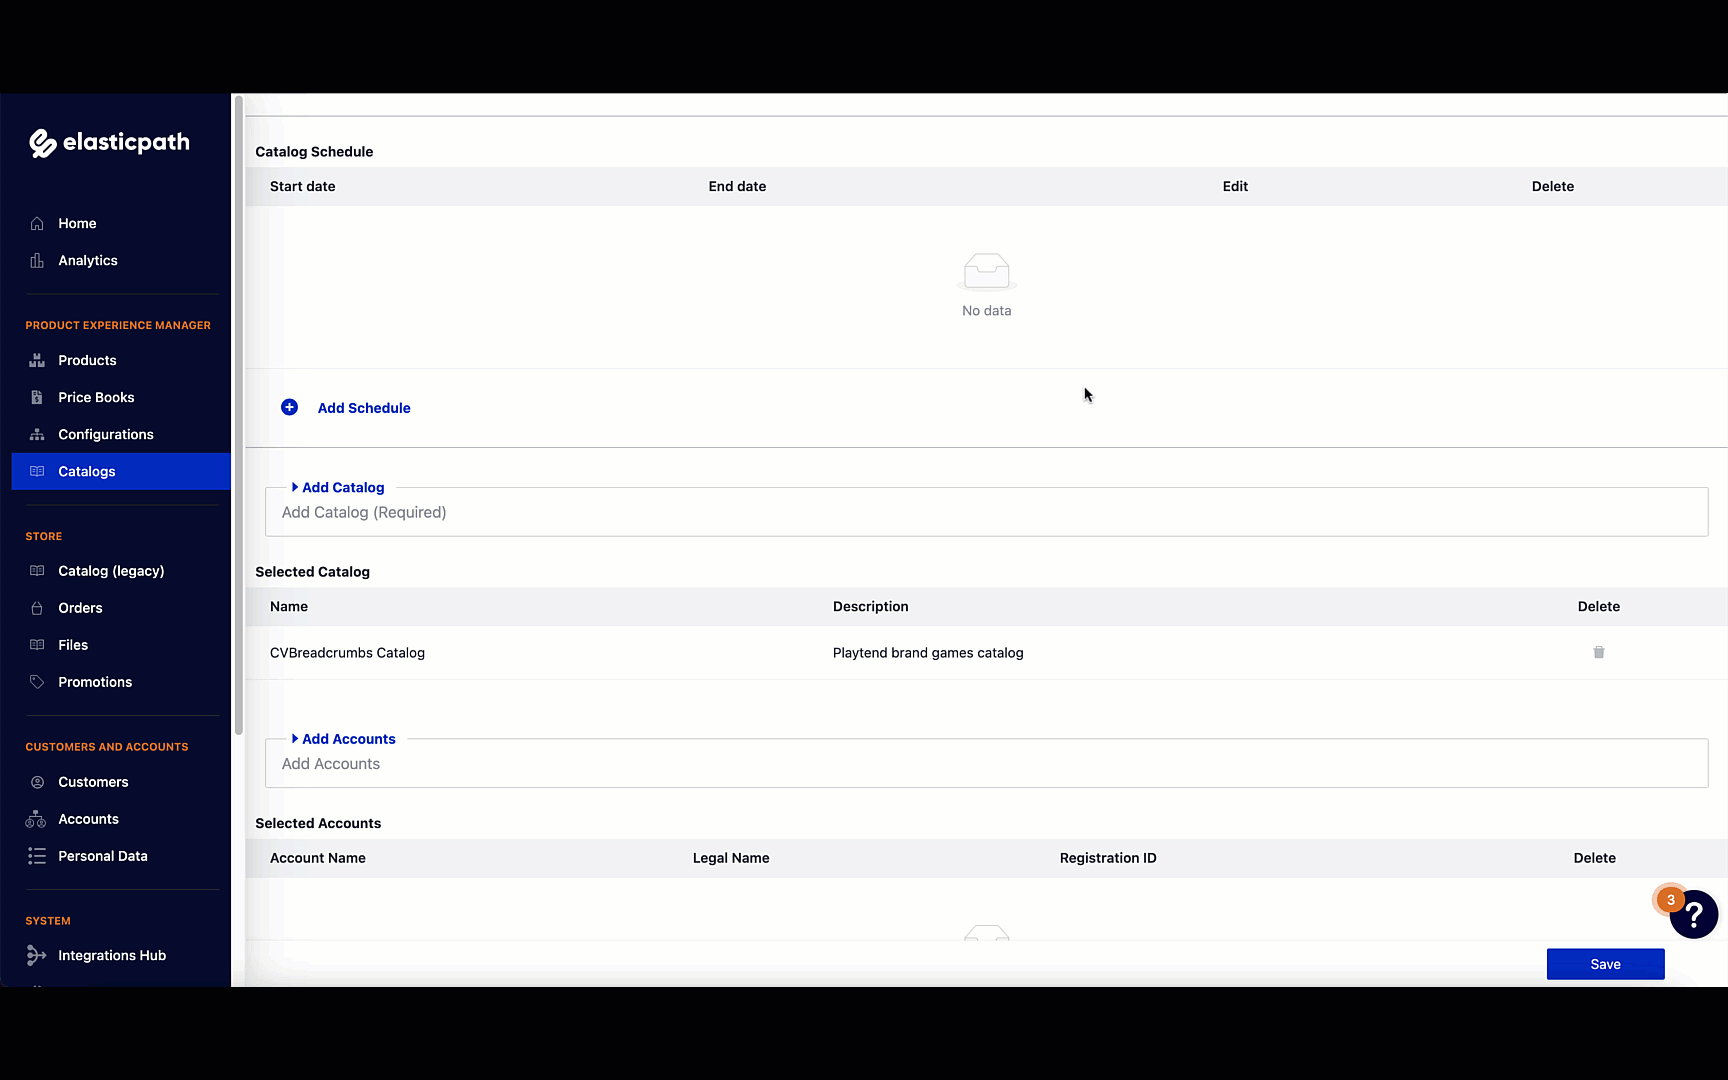 elasticpath
Home
Analytics
PRODUCT EXPERIENCE MANAGER
Products
Price Books
Configurations
Catalogs
STORE
Catalog (legacy)
Orders
Files
Promotions
CUSTOMERS AND ACCOUNTS
Customers
Accounts
Personal Data
SYSTEM
Integrations Hub
Catalog Schedule
Start date End date Edit Delete
No data
Add Schedule
Add Catalog
Add Catalog (Required)
Selected Catalog
Name Description Delete
CVBreadcrumbs Catalog Playtend brand games catalog
Add Accounts
Add Accounts
Selected Accounts
Account Name Legal Name Registration ID Delete
3
?
Save